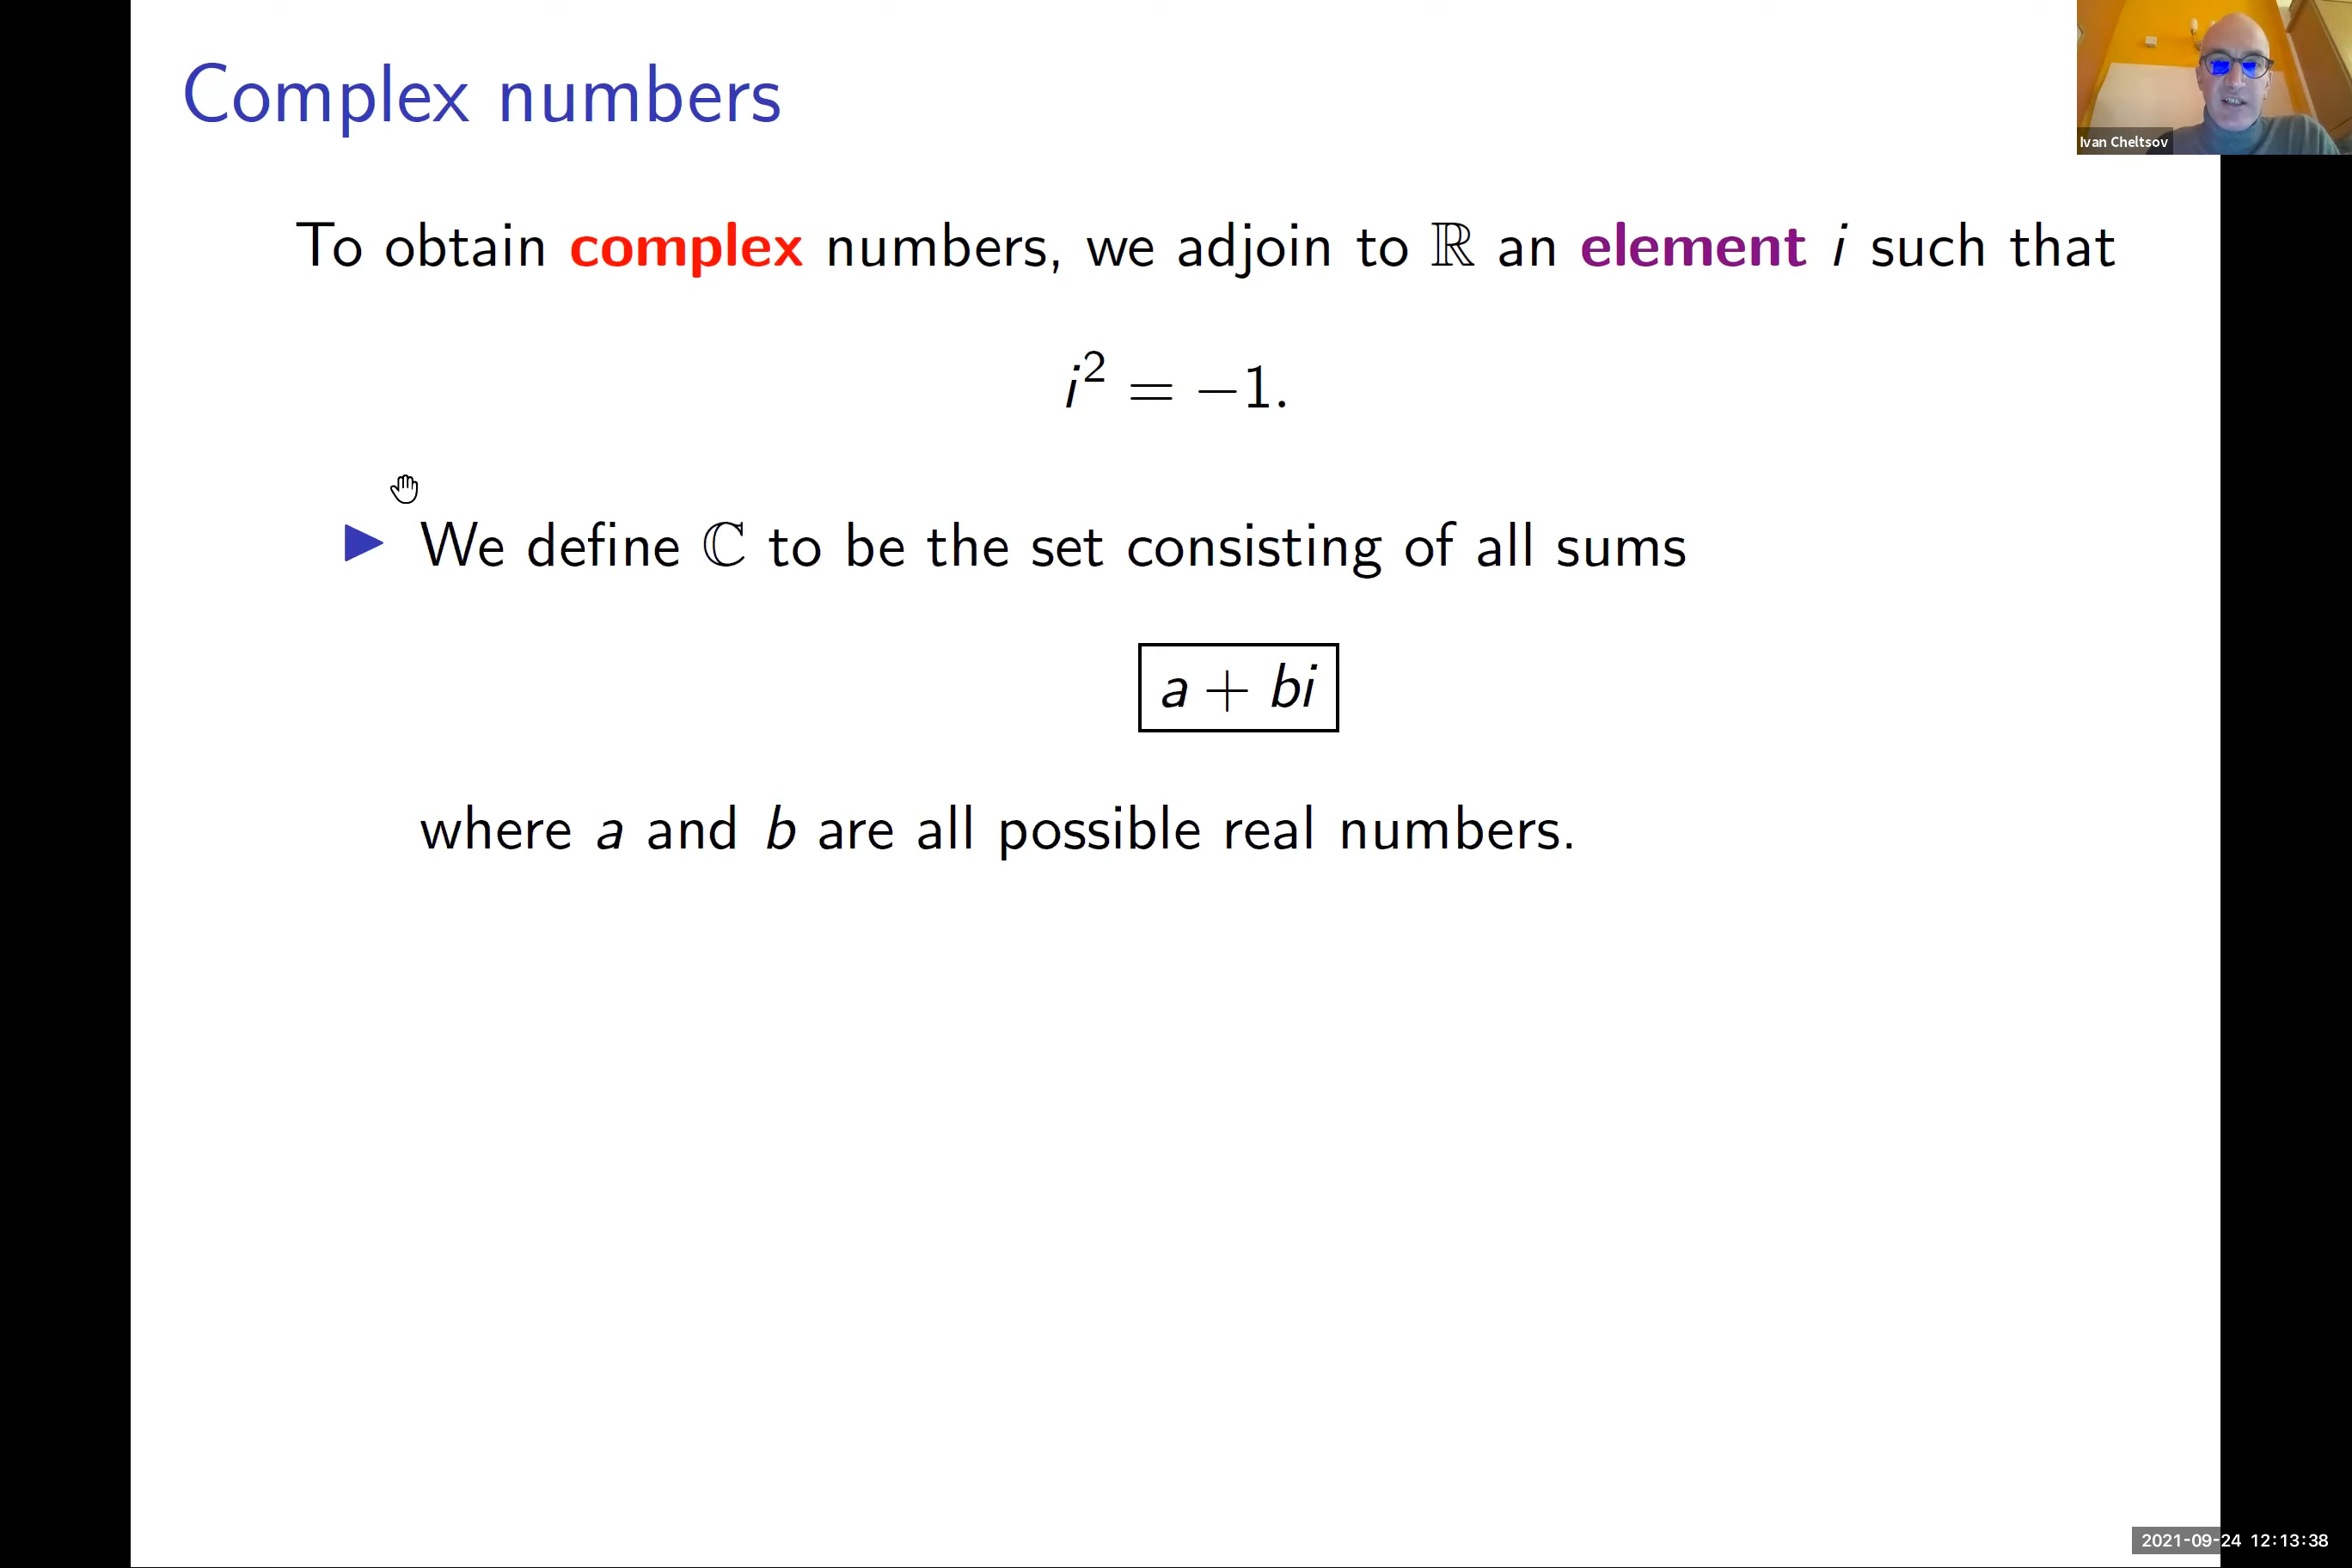 Complex numbers
Ivan Cheltsov
To obtain complex numbers, we adjoin to ℝ an element i such that
i² = −1.
▶ We define ℂ to be the set consisting of all sums
a + bi
where a and b are all possible real numbers.
2021-09-24 12:13:38